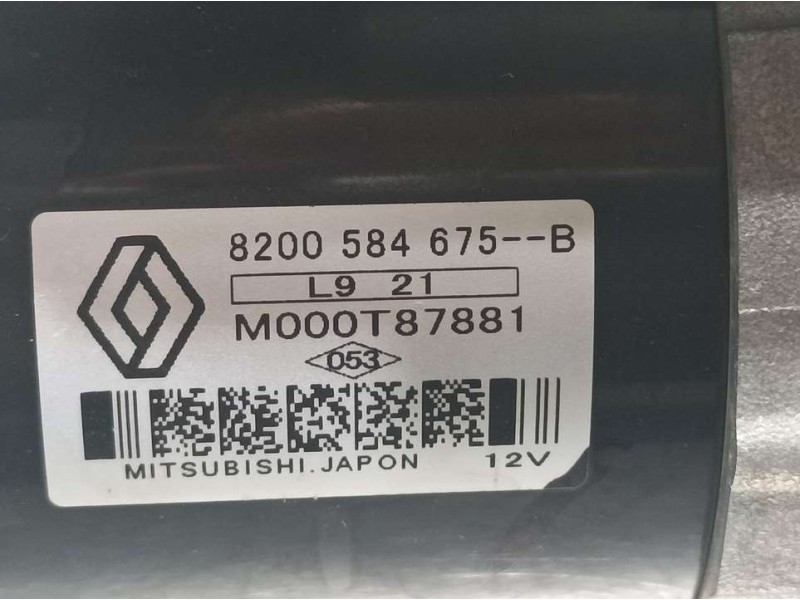 8200 584 675--B
L9 21
M000T87881
053
MITSUBISHI.JAPON 12V